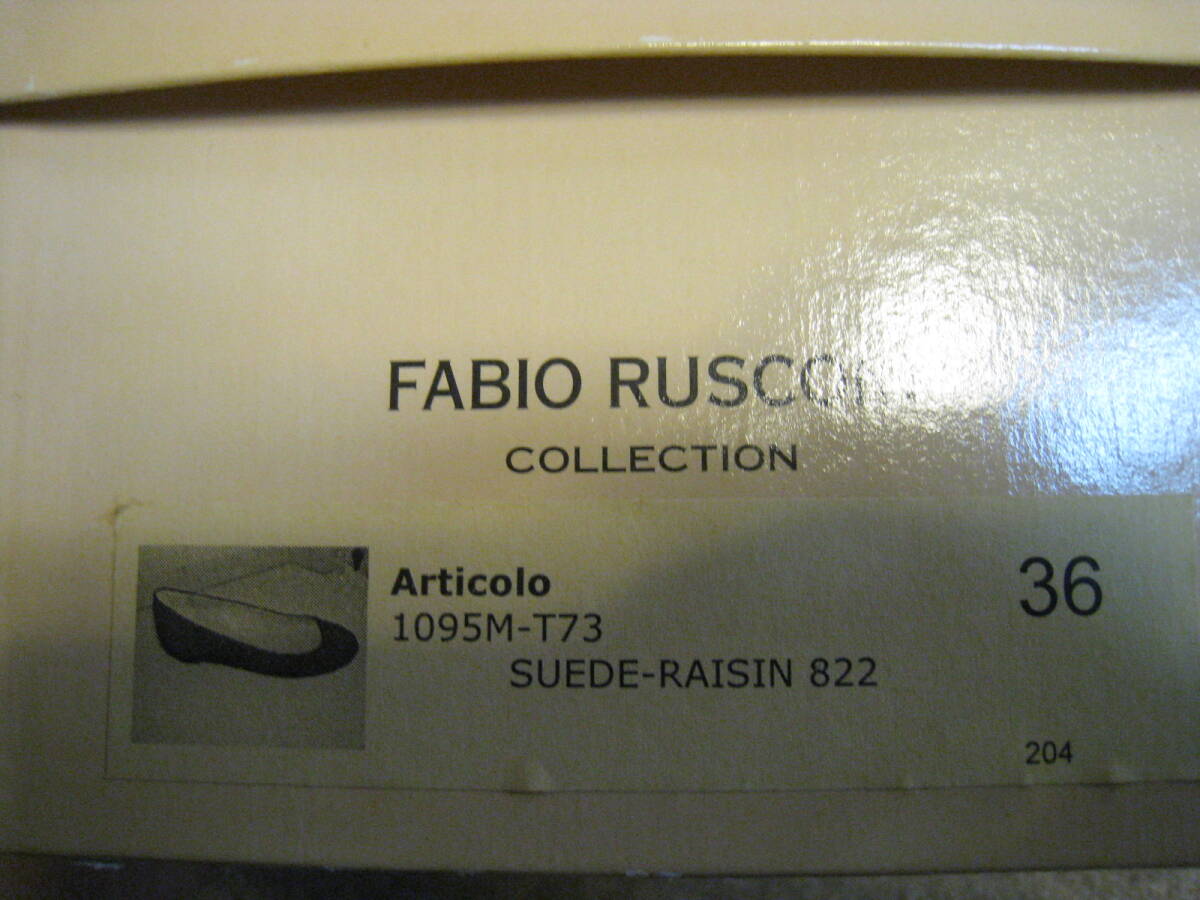 FABIO
COLLECTION
Articolo
36
1095M-T73
SUEDE-RAISIN 822
204